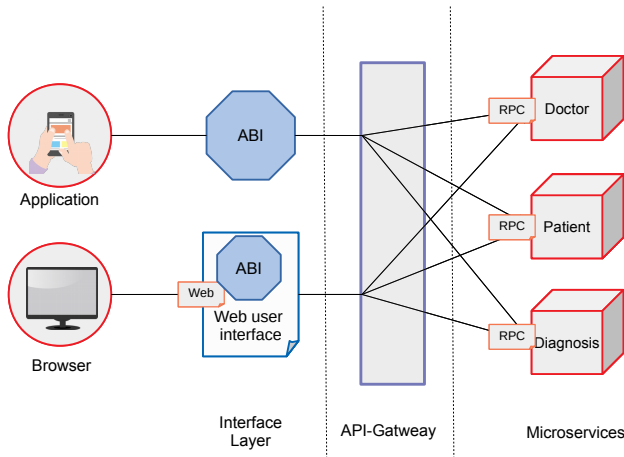 ABI
RPC
Doctor
Application
RPC
Patient
ABI
Web
Web user
interface
RPC
Diagnosis
Browser
Interface
Layer
API-Gatweay
Microservices